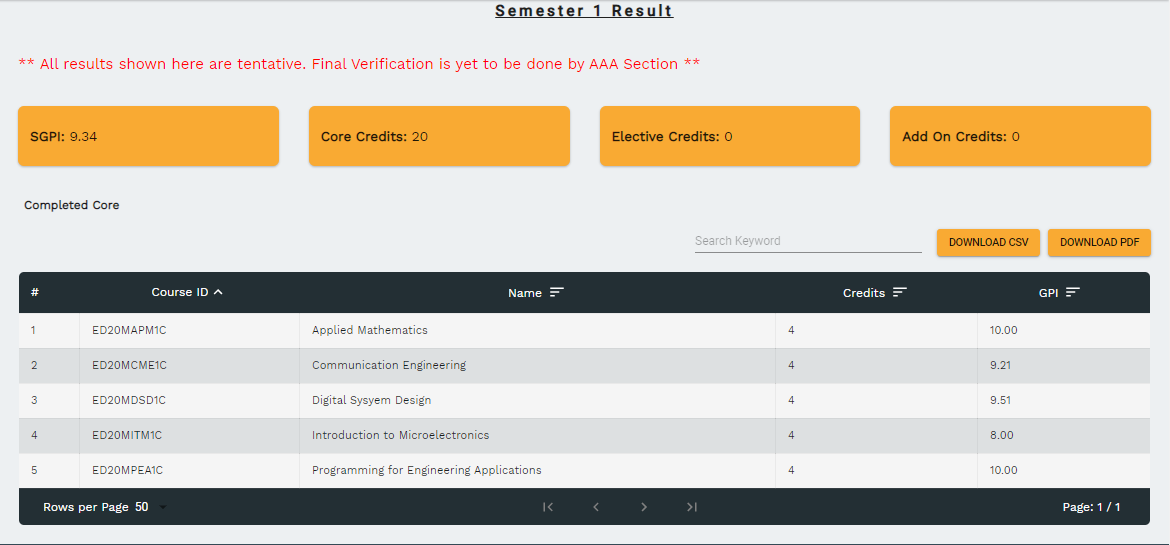 Semester 1 Result
** All results shown here are tentative. Final Verification is yet to be done by AAA Section **
SGPI: 9.34 Core Credits: 20 Elective Credits: 0 Add On Credits: 0
Completed Core
Search Keyword DOWNLOAD CSV DOWNLOAD PDF
# Course ID Name Credits GPI
1 ED20MAPM1C Applied Mathematics 4 10.00
2 ED20MCME1C Communication Engineering 4 9.21
3 ED20MDSD1C Digital Sysyem Design 4 9.51
4 ED20MITM1C Introduction to Microelectronics 4 8.00
5 ED20MPEA1C Programming for Engineering Applications 4 10.00
Rows per Page 50 Page: 1 / 1